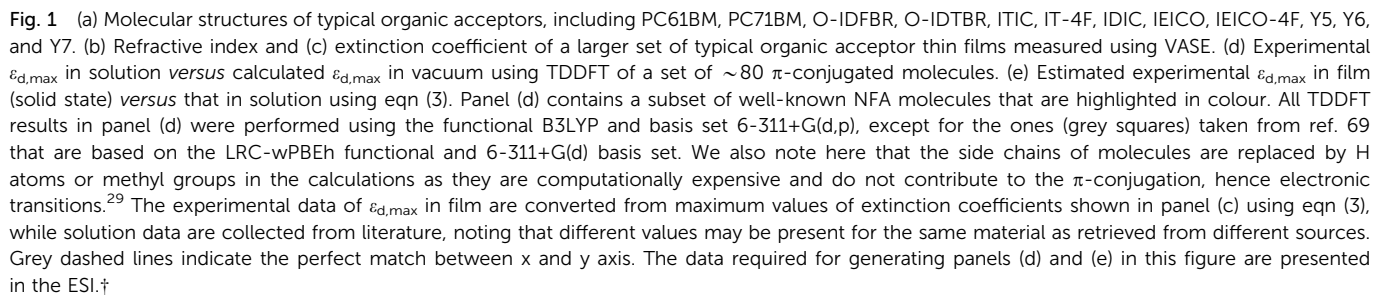 Fig. 1 (a) Molecular structures of typical organic acceptors, including PC61BM, PC71BM, O-IDFBR, O-IDTBR, ITIC, IT-4F, IDIC, IEICO, IEICO-4F, Y5, Y6,
and Y7. (b) Refractive index and (c) extinction coefficient of a larger set of typical organic acceptor thin films measured using VASE. (d) Experimental
εd,max in solution versus calculated εd,max in vacuum using TDDFT of a set of ~80 π-conjugated molecules. (e) Estimated experimental εd,max in film
(solid state) versus that in solution using eqn (3). Panel (d) contains a subset of well-known NFA molecules that are highlighted in colour. All TDDFT
results in panel (d) were performed using the functional B3LYP and basis set 6-311+G(d,p), except for the ones (grey squares) taken from ref. 69
that are based on the LRC-wPBEh functional and 6-311+G(d) basis set. We also note here that the side chains of molecules are replaced by H
atoms or methyl groups in the calculations as they are computationally expensive and do not contribute to the π-conjugation, hence electronic
transitions.29 The experimental data of εd,max in film are converted from maximum values of extinction coefficients shown in panel (c) using eqn (3),
while solution data are collected from literature, noting that different values may be present for the same material as retrieved from different sources.
Grey dashed lines indicate the perfect match between x and y axis. The data required for generating panels (d) and (e) in this figure are presented
in the ESI.†